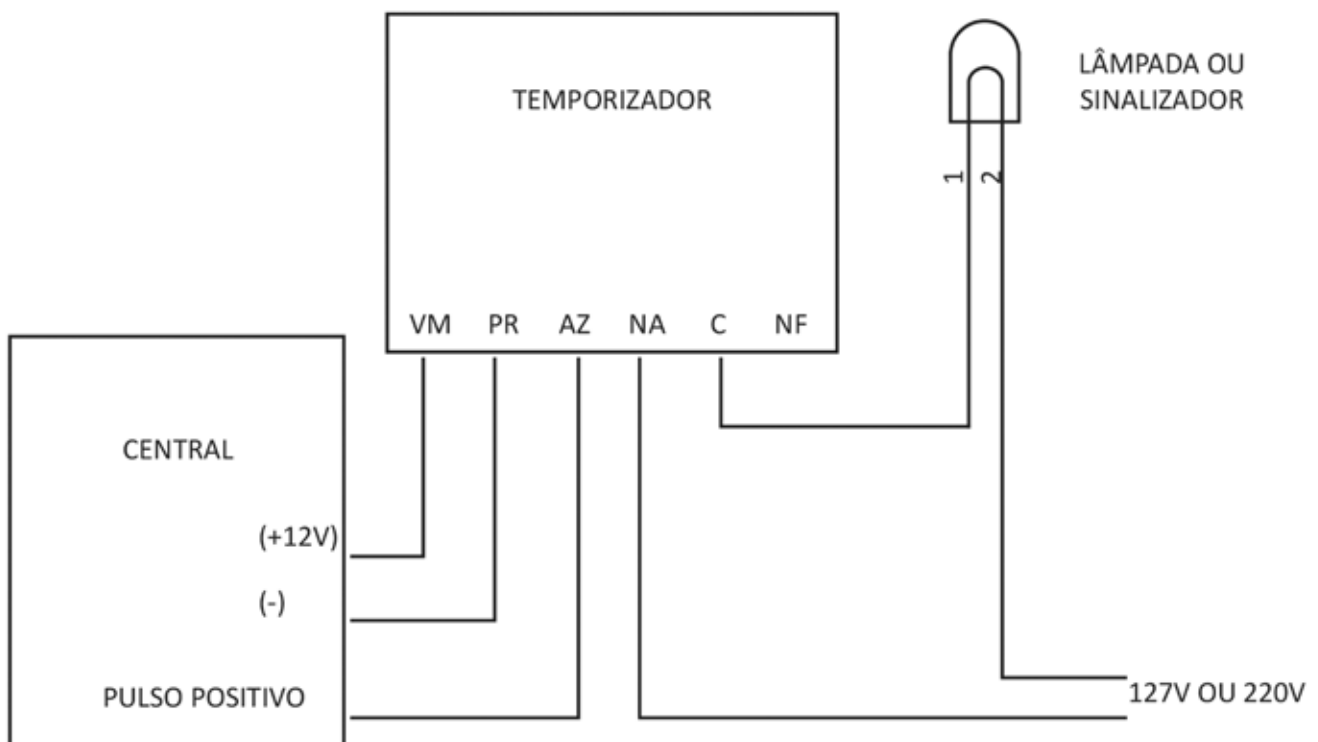 TEMPORIZADOR
LÂMPADA OU
SINALIZADOR
1
2
VM PR AZ NA C NF
CENTRAL
(+12V)
(-)
PULSO POSITIVO
127V OU 220V